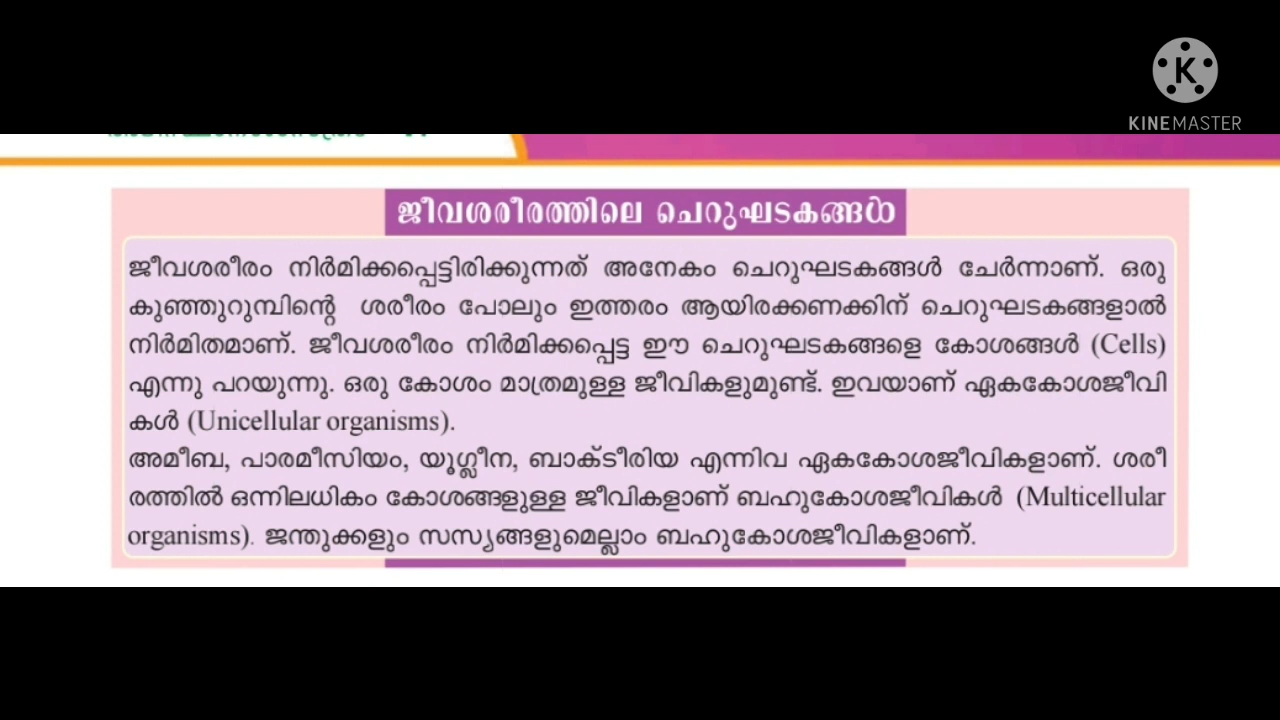 KINEMASTER
ജീവശരീരത്തിലെ ചെറുഘടകങ്ങൾ
ജീവശരീരം നിർമിക്കപ്പെട്ടിരിക്കുന്നത് അനേകം ചെറുഘടകങ്ങൾ ചേർന്നാണ്. ഒരു
കുഞ്ഞുറുമ്പിന്റെ ശരീരം പോലും ഇത്തരം ആയിരക്കണക്കിന് ചെറുഘടകങ്ങളാൽ
നിർമിതമാണ്. ജീവശരീരം നിർമിക്കപ്പെട്ട ഈ ചെറുഘടകങ്ങളെ കോശങ്ങൾ (Cells)
എന്നു പറയുന്നു. ഒരു കോശം മാത്രമുള്ള ജീവികളുമുണ്ട്. ഇവയാണ് ഏകകോശജീവി
കൾ (Unicellular organisms).
അമീബ, പാരമീസിയം, യൂഗ്ലീന, ബാക്ടീരിയ എന്നിവ ഏകകോശജീവികളാണ്. ശരീ
രത്തിൽ ഒന്നിലധികം കോശങ്ങളുള്ള ജീവികളാണ് ബഹുകോശജീവികൾ (Multicellular
organisms). ജന്തുക്കളും സസ്യങ്ങളുമെല്ലാം ബഹുകോശജീവികളാണ്.